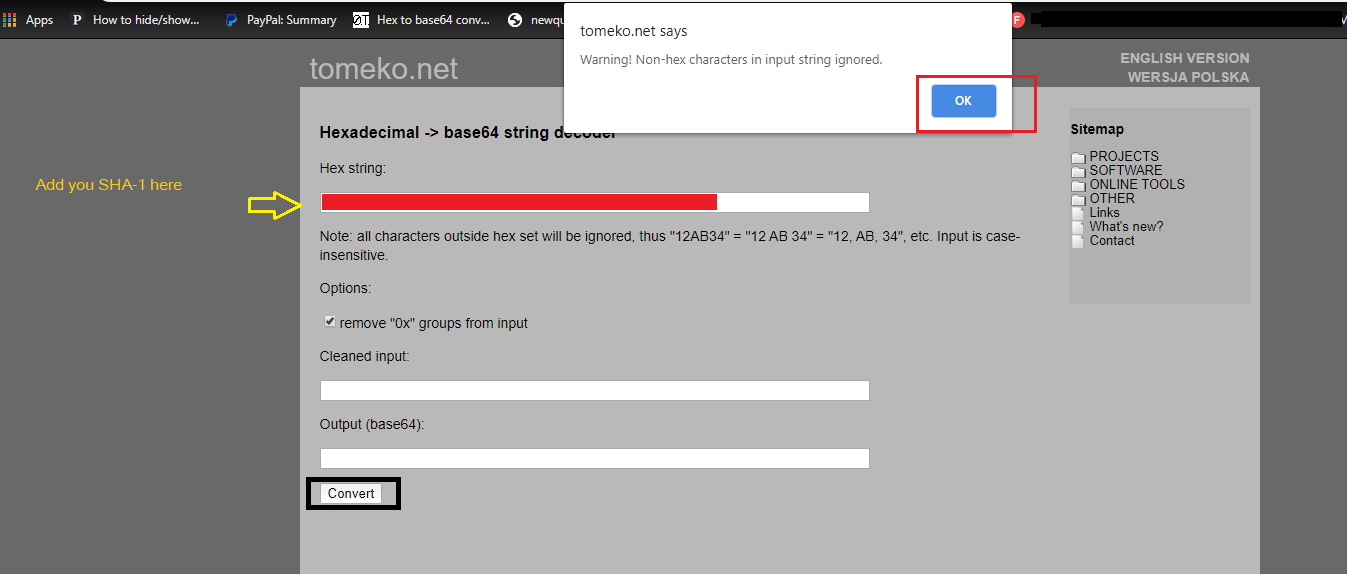 Apps
How to hide/show...
PayPal: Summary
Hex to base64 conv...
newqu
F
tomeko.net says
Warning! Non-hex characters in input string ignored.
OK
tomeko.net
ENGLISH VERSION
WERSJA POLSKA
Hexadecimal -> base64 string decoder
Sitemap
PROJECTS
SOFTWARE
ONLINE TOOLS
OTHER
Links
What's new?
Contact
Hex string:
Add you SHA-1 here
Note: all characters outside hex set will be ignored, thus "12AB34" = "12 AB 34" = "12, AB, 34", etc. Input is case-
insensitive.
Options:
remove "0x" groups from input
Cleaned input:
Output (base64):
Convert